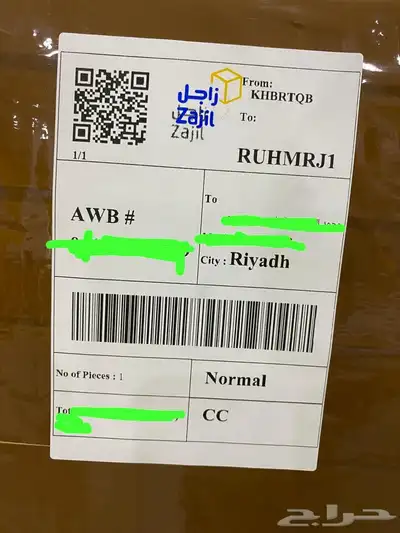 From:
KHBRTQB
زاجل
Zajil
Zajil
To:
1/1
RUHMRJ1
To
AWB #
City : Riyadh
No of Pieces : 1
Normal
CC
حراج